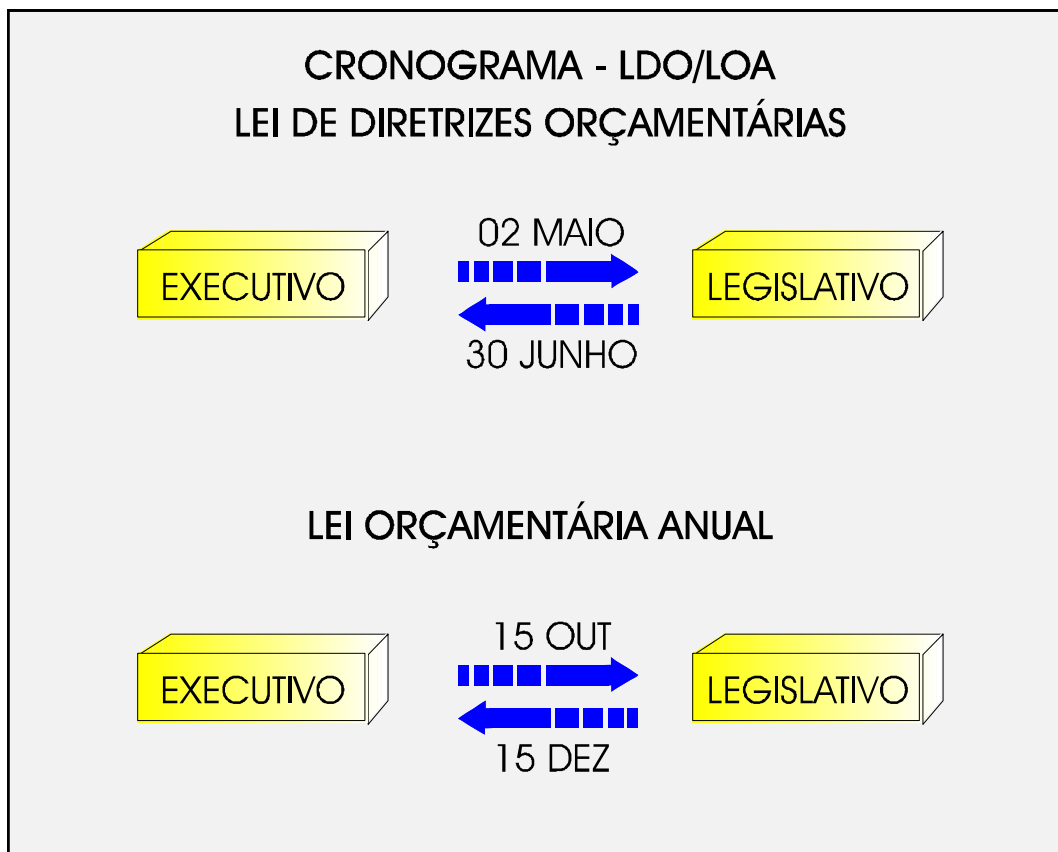 CRONOGRAMA - LDO/LOA
LEI DE DIRETRIZES ORÇAMENTÁRIAS
02 MAIO
EXECUTIVO
LEGISLATIVO
30 JUNHO
LEI ORÇAMENTÁRIA ANUAL
15 OUT
EXECUTIVO
LEGISLATIVO
15 DEZ